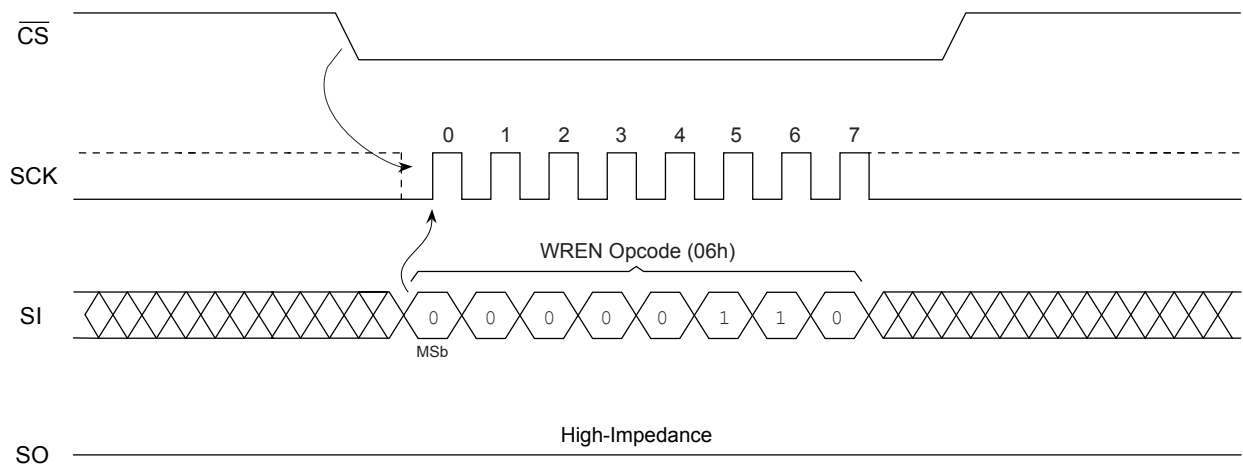 CS
0 1 2 3 4 5 6 7
SCK
WREN Opcode (06h)
SI
0 0 0 0 0 1 1 0
MSb
High-Impedance
SO